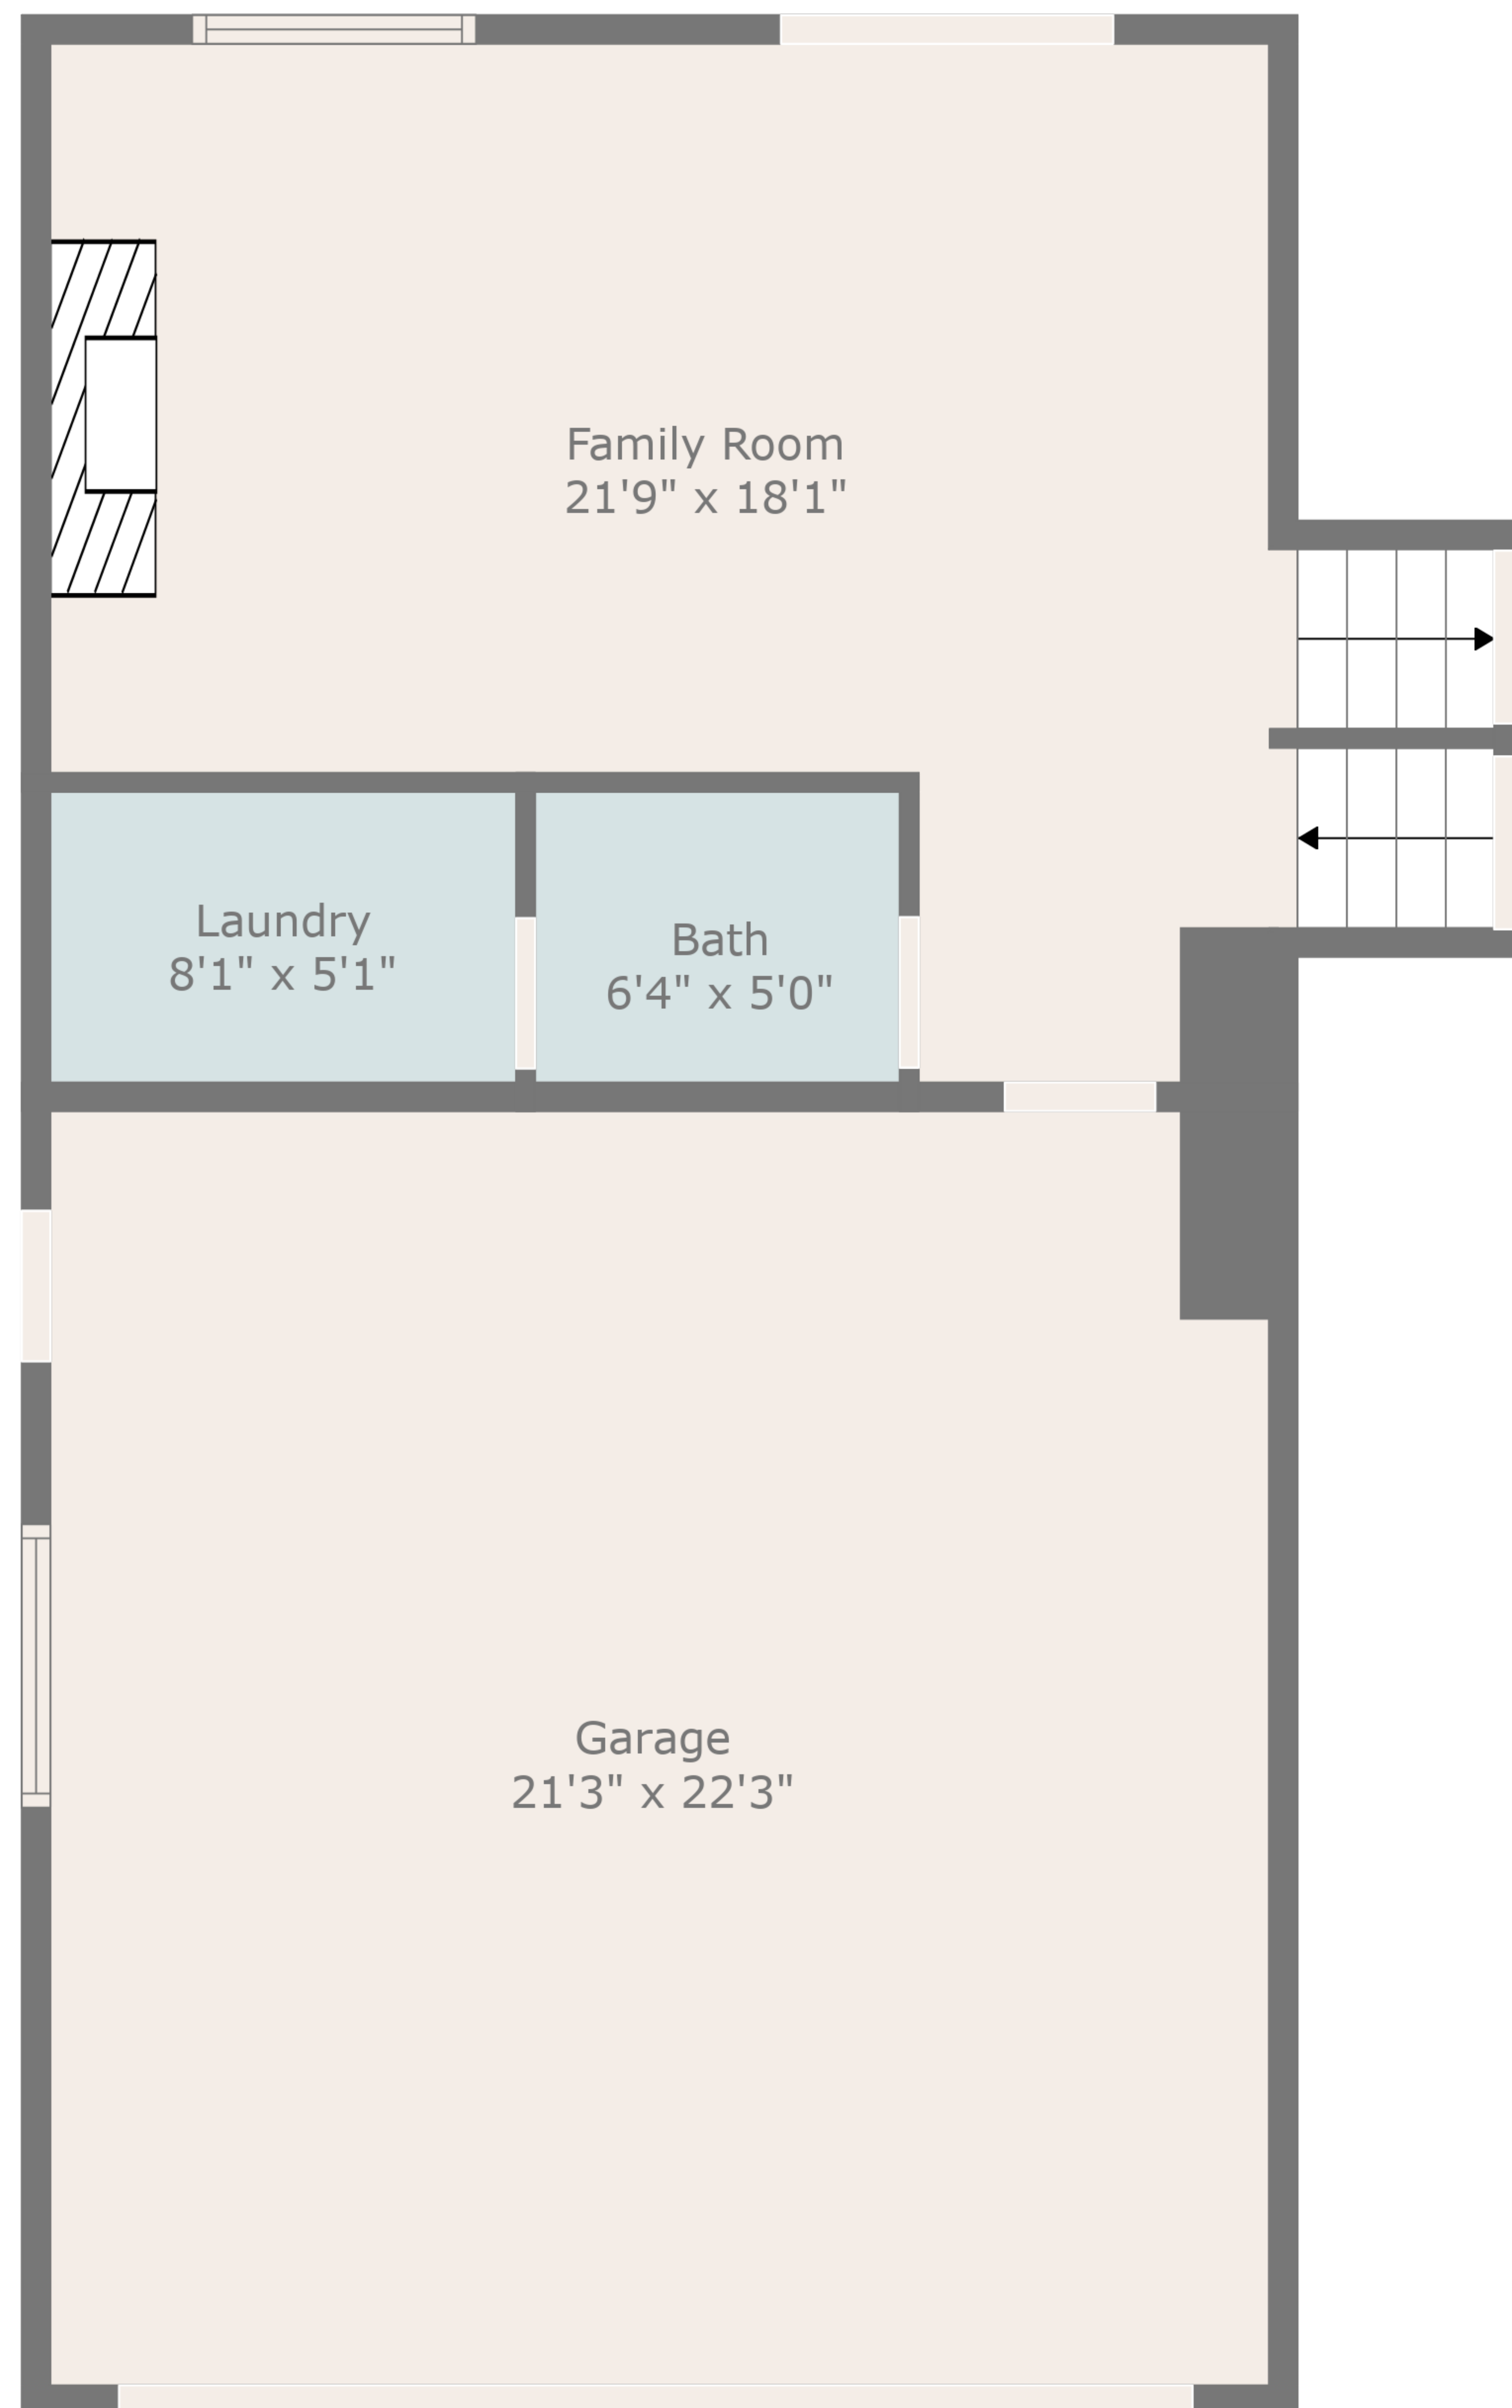 Family Room
21'9" x 18'1"
Laundry
8'1" x 5'1"
Bath
6'4" x 5'0"
Garage
21'3" x 22'3"